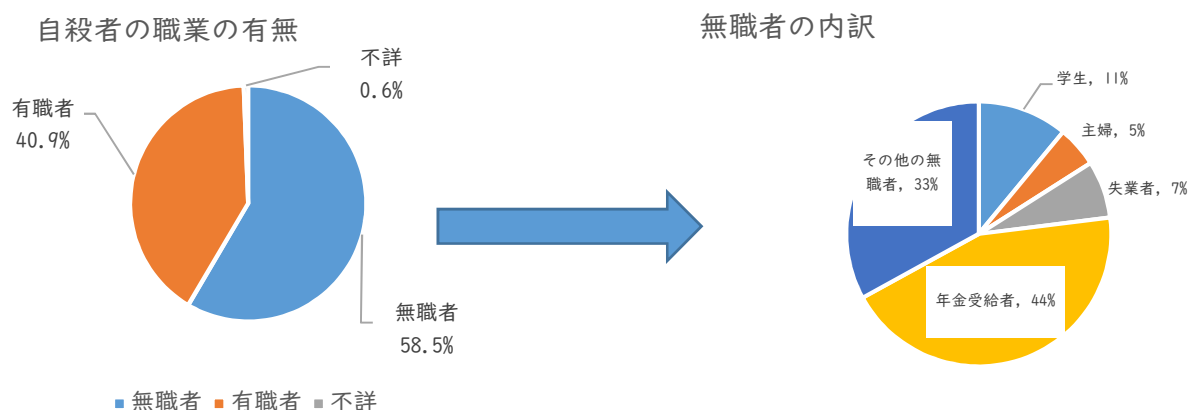 自殺者の職業の有無
不詳
0.6%
有職者
40.9%
無職者
58.5%
■ 無職者 ■ 有職者 ■ 不詳
無職者の内訳
学生, 11%
主婦, 5%
失業者, 7%
年金受給者, 44%
その他の無
職者, 33%